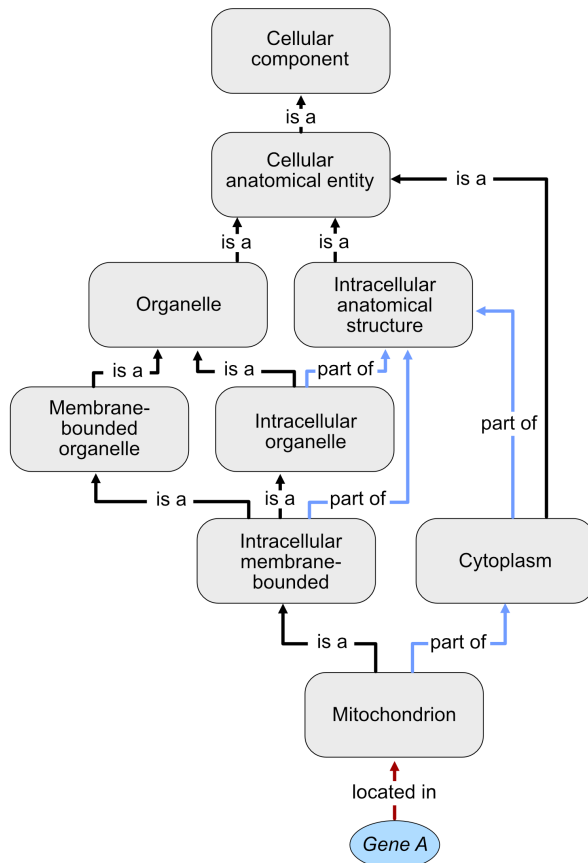 Cellular
component
is a
Cellular
anatomical entity
is a
is a
is a
Organelle
Intracellular
anatomical
structure
is a
is a
part of
Membrane-
bounded
organelle
Intracellular
organelle
part of
is a
is a
part of
Intracellular
membrane-
bounded
Cytoplasm
is a
part of
Mitochondrion
located in
Gene A